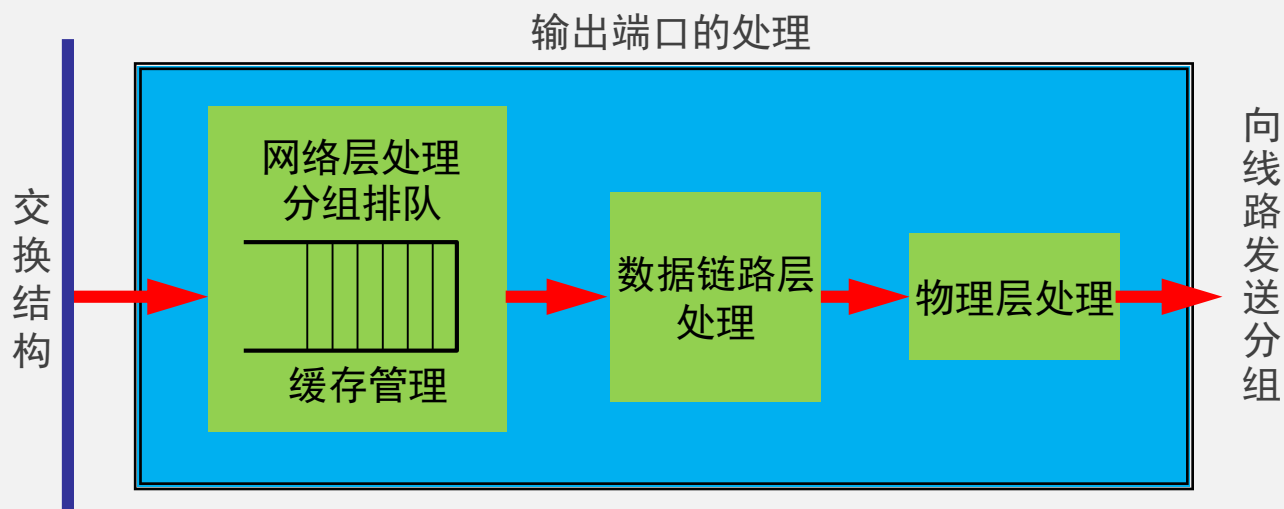 输出端口的处理
交换结构
网络层处理
分组排队
缓存管理
数据链路层
处理
物理层处理
向线路发送分组